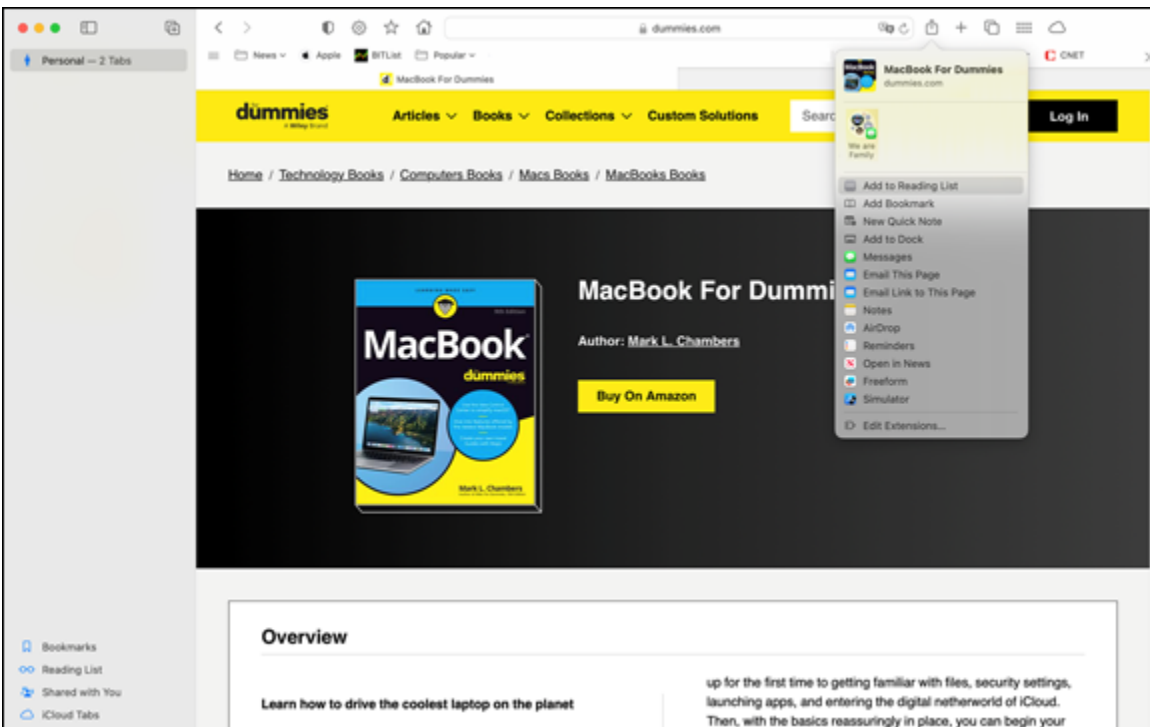 Personal — 2 Tabs
dummies.com
News
Apple
BITList
Popular
CNET
MacBook For Dummies
dümmies
A Wiley Brand
Articles
Books
Collections
Custom Solutions
Searc
Log In
Home / Technology Books / Computers Books / Macs Books / MacBooks Books
MacBook For Dummies
dummies.com
We are
Family
Add to Reading List
Add Bookmark
New Quick Note
Add to Dock
Messages
Email This Page
Email Link to This Page
Notes
AirDrop
Reminders
Open in News
Freeform
Simulator
Edit Extensions...
LEARNING MADE EASY
MacBook
dümmies
Mark L. Chambers
MacBook For Dummi
Author: Mark L. Chambers
Buy On Amazon
Overview
Learn how to drive the coolest laptop on the planet
up for the first time to getting familiar with files, security settings,
launching apps, and entering the digital netherworld of iCloud.
Then, with the basics reassuringly in place, you can begin your
Bookmarks
Reading List
Shared with You
iCloud Tabs